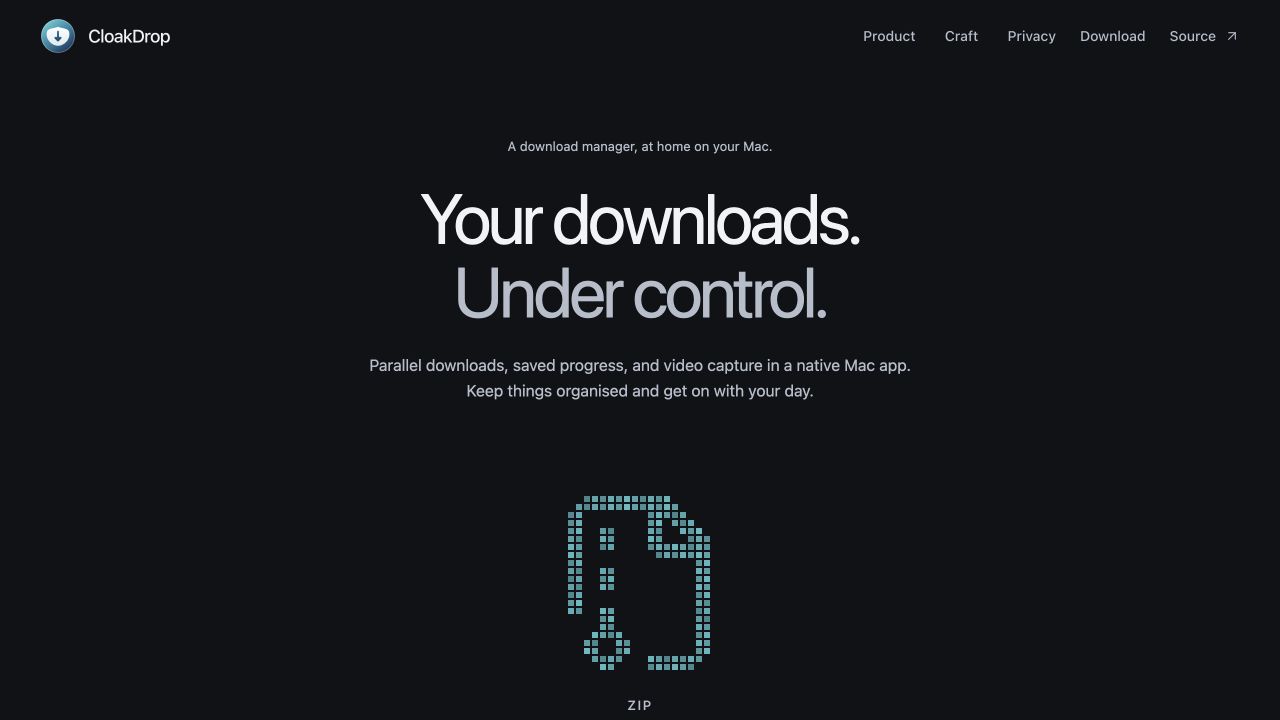 CloakDrop
Product
Craft
Privacy
Download
Source
A download manager, at home on your Mac.
Your downloads.
Under control.
Parallel downloads, saved progress, and video capture in a native Mac app.
Keep things organised and get on with your day.
ZIP